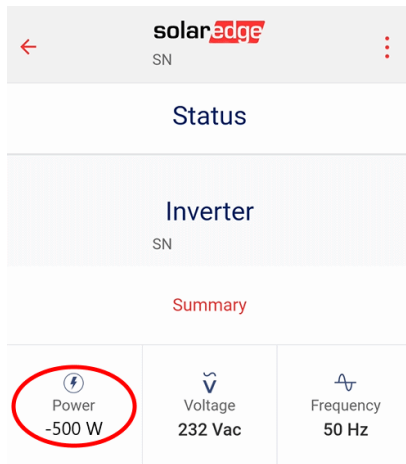 solaredge
SN
Status
Inverter
SN
Summary
Power
Voltage
Frequency
-500 W
232 Vac
50 Hz